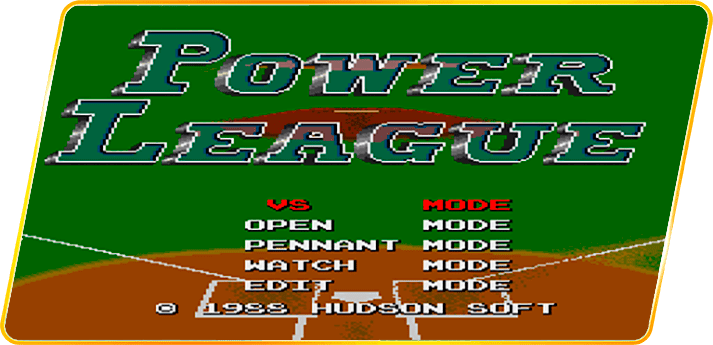 POWER
LEAGUE
VS MODE
OPEN MODE
PENNANT MODE
WATCH MODE
EDIT MODE
© 1988 HUDSON SOFT